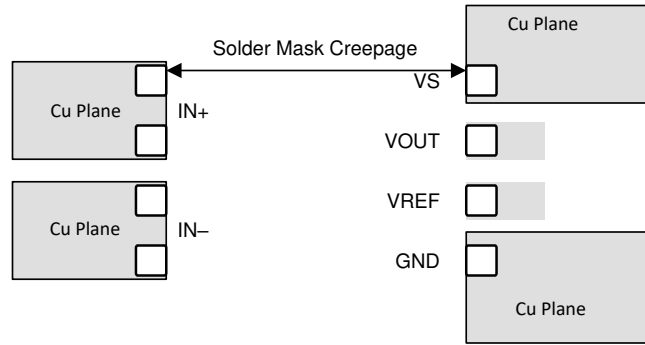 Cu Plane
Solder Mask Creepage
VS
Cu Plane
IN+
VOUT
VREF
Cu Plane
IN–
GND
Cu Plane